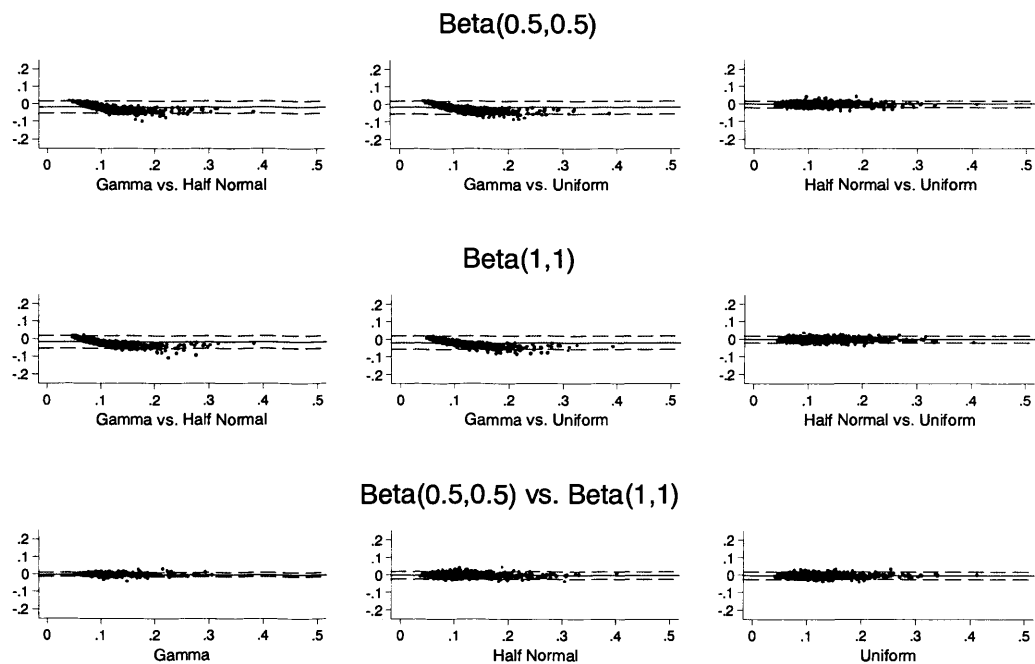 Beta(0.5,0.5)
.2 .2 .2
.1 .1 .1
0 0 0
-.1 -.1 -.1
-.2 -.2 -.2
0 .1 .2 .3 .4 .5 0 .1 .2 .3 .4 .5 0 .1 .2 .3 .4 .5
Gamma vs. Half Normal Gamma vs. Uniform Half Normal vs. Uniform
Beta(1,1)
.2 .2 .2
.1 .1 .1
0 0 0
-.1 -.1 -.1
-.2 -.2 -.2
0 .1 .2 .3 .4 .5 0 .1 .2 .3 .4 .5 0 .1 .2 .3 .4 .5
Gamma vs. Half Normal Gamma vs. Uniform Half Normal vs. Uniform
Beta(0.5,0.5) vs. Beta(1,1)
.2 .2 .2
.1 .1 .1
0 0 0
-.1 -.1 -.1
-.2 -.2 -.2
0 .1 .2 .3 .4 .5 0 .1 .2 .3 .4 .5 0 .1 .2 .3 .4 .5
Gamma Half Normal Uniform